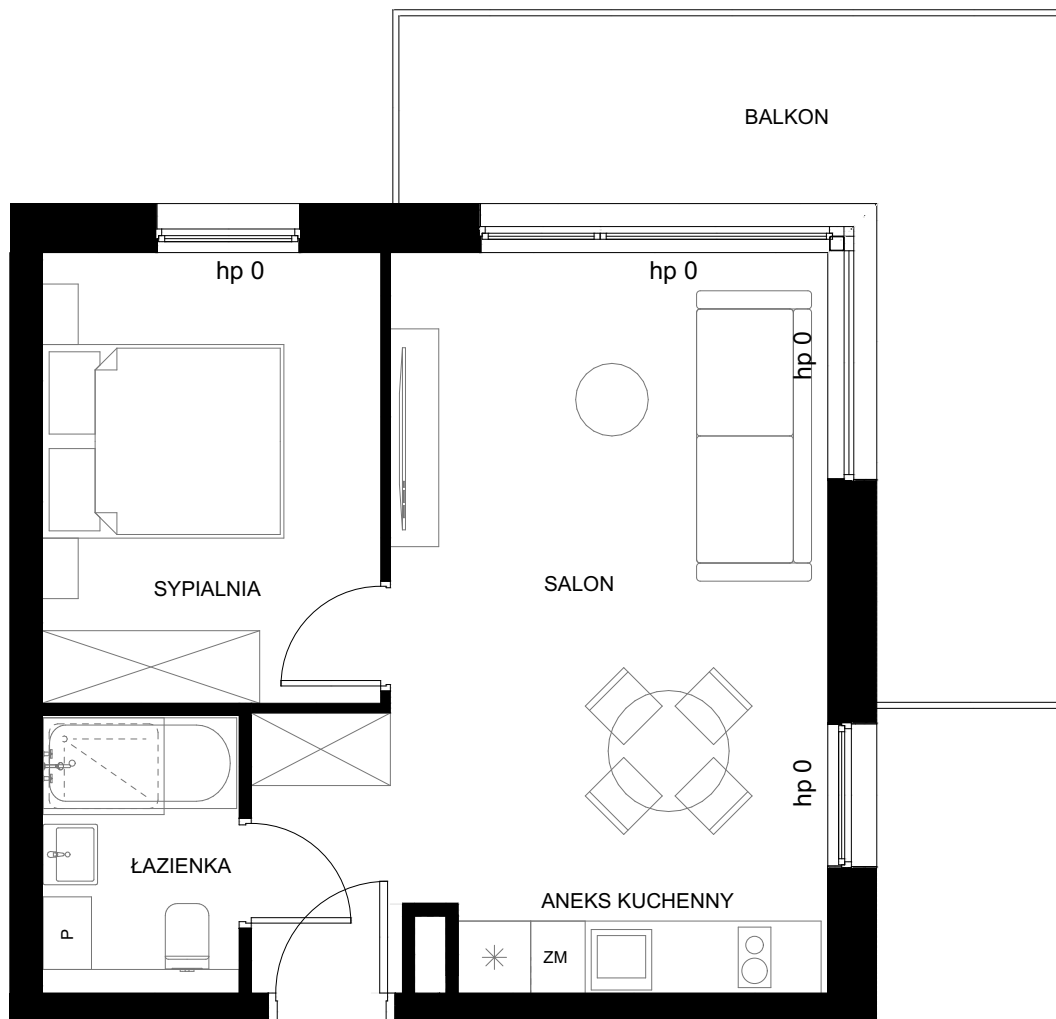 BALKON
hp 0
hp 0
hp 0
SYPIALNIA
SALON
hp 0
ŁAZIENKA
ANEKS KUCHENNY
P
ZM